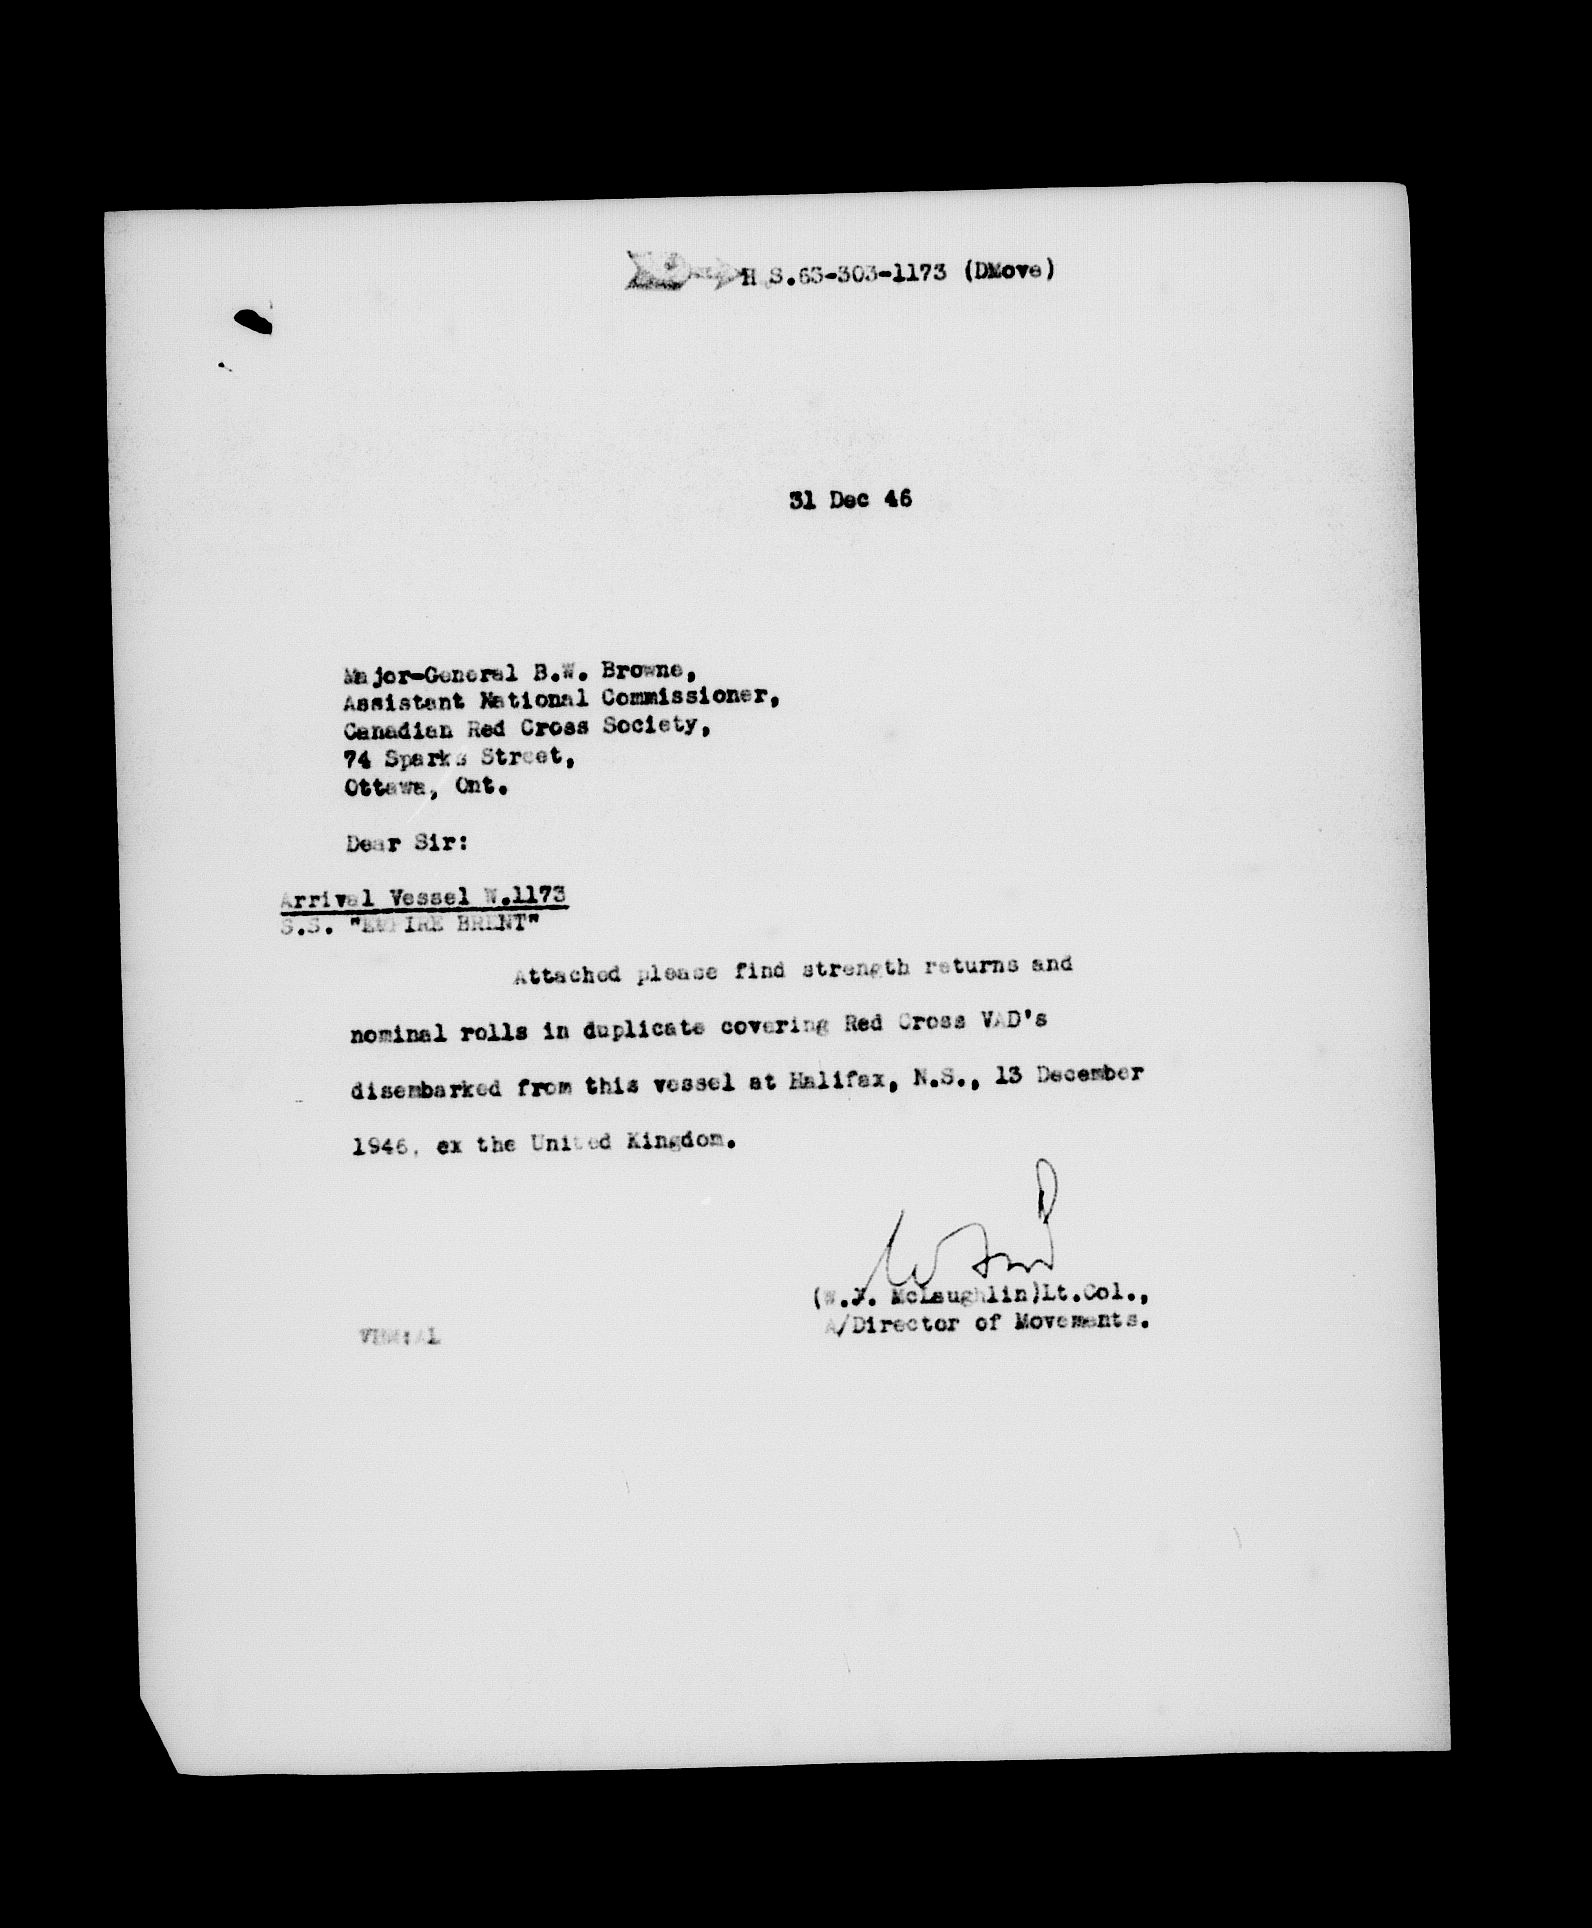 H S.63-303-1173 (DMove)
31 Dec 46
Major-General B.W. Browne,
Assistant National Commissioner,
Canadian Red Cross Society,
74 Sparks Street,
Ottawa, Ont.
Dear Sir:
Arrival Vessel W.1173
S.S. "EMPIRE BRENT"
Attached please find strength returns and
nominal rolls in duplicate covering Red Cross VAD's
disembarked from this vessel at Halifax, N.S., 13 December
1946, ex the United Kingdom.
McLaughlin)Lt.Col.,
A/Director of Movements.